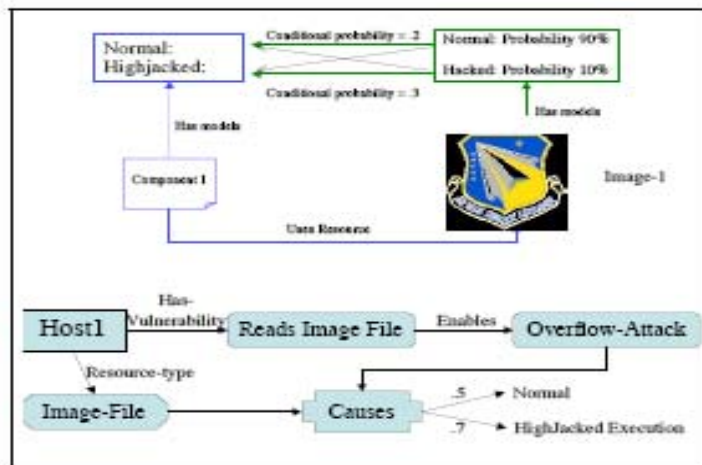 Conditional probability = .2
Normal:
Highjacked:
Normal: Probability 90%
Hacked: Probability 10%
Conditional probability = .3
Has models
Has models
Component 1
Image-1
Uses Resource
Has-
Vulnerability
Host1
Reads Image File
Enables
Overflow-Attack
Resource-type
Image-File
Causes
.5
Normal
.7
HighJacked Execution